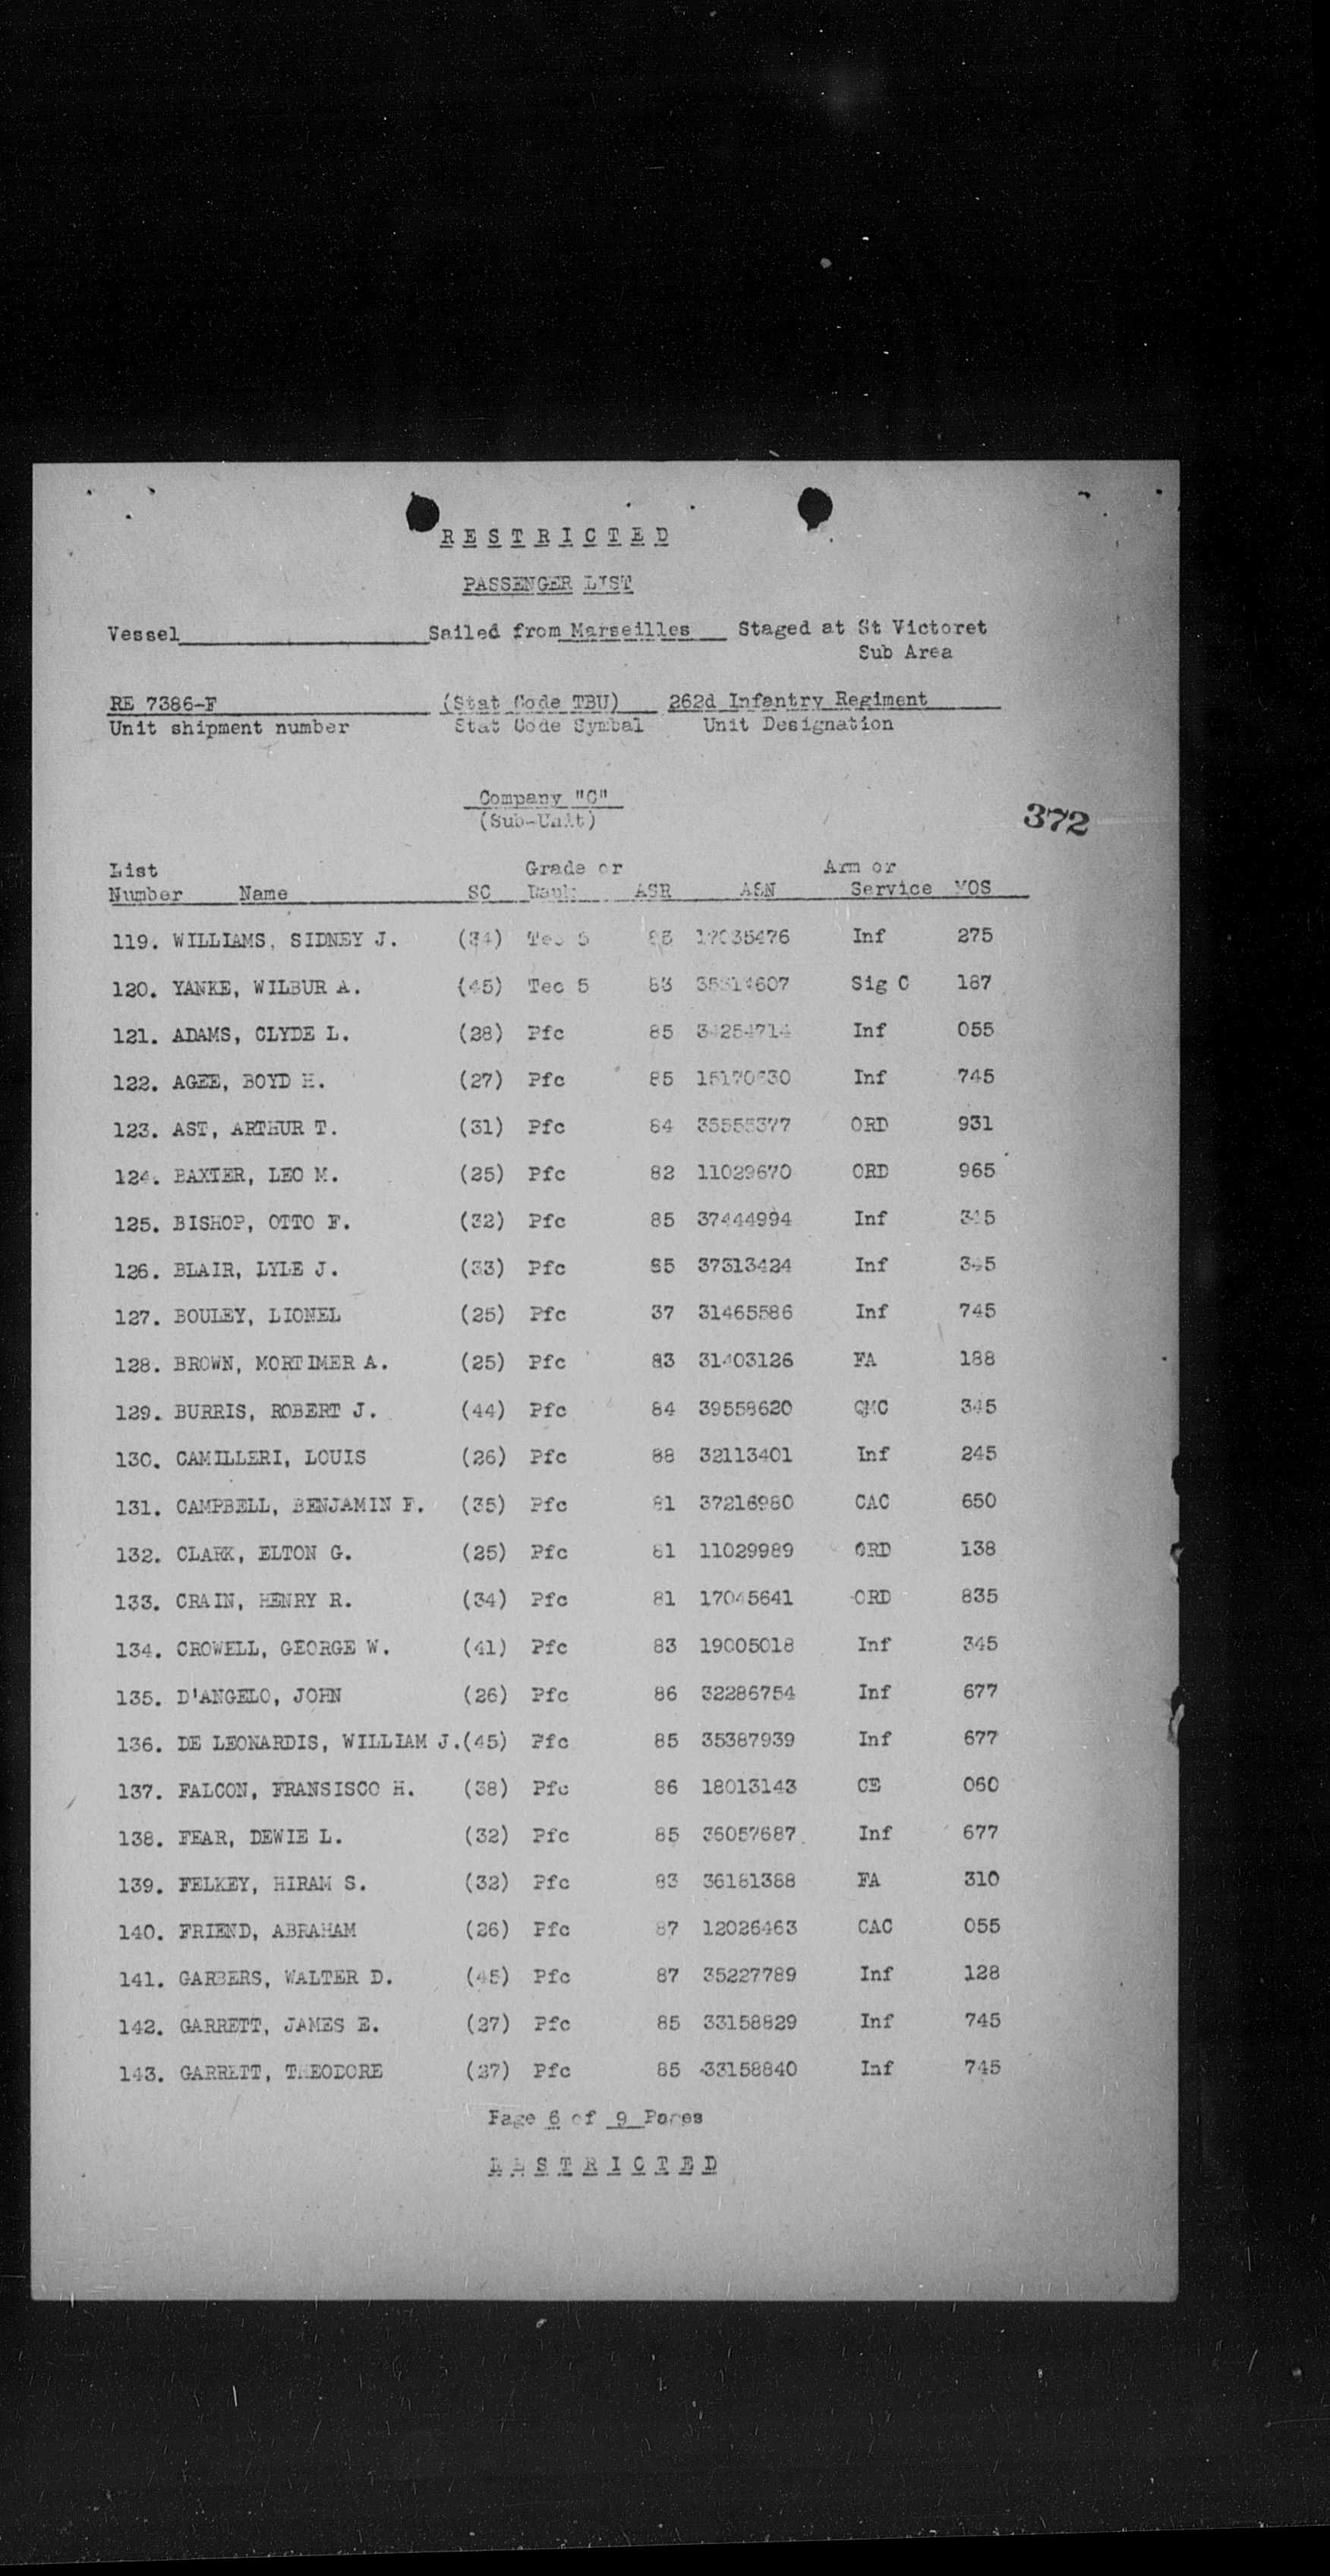 RESTRICTED
PASSENGER LIST
Vessel Sailed from Marseilles Staged at St Victoret
Sub Area
RE 7386-F (Stat Code TBU) 262d Infantry Regiment
Unit shipment number Stat Code Symbal Unit Designation
Company "C"
(Sub-Unit)
372
List Grade or Arm or
Number Name SC Rank ASR ASN Service MOS
119. WILLIAMS, SIDNEY J. (34) Tec 5 Inf 275
120. YANKE, WILBUR A. (45) Tec 5 83 Sig C 187
121. ADAMS, CLYDE L. (28) Pfc 85 34254714 Inf 055
122. AGEE, BOYD H. (27) Pfc 85 Inf 745
123. AST, ARTHUR T. (31) Pfc 84 35555377 ORD 931
124. BAXTER, LEO M. (25) Pfc 82 11029670 ORD 965
125. BISHOP, OTTO F. (32) Pfc 85 37444994 Inf 345
126. BLAIR, LYLE J. (33) Pfc 85 37313424 Inf 345
127. BOULEY, LIONEL (25) Pfc 37 31465586 Inf 745
128. BROWN, MORTIMER A. (25) Pfc 83 31403126 FA 188
129. BURRIS, ROBERT J. (44) Pfc 84 39558620 QMC 345
130. CAMILLERI, LOUIS (26) Pfc 88 32113401 Inf 245
131. CAMPBELL, BENJAMIN F. (35) Pfc 81 37216980 CAC 650
132. CLARK, ELTON G. (25) Pfc 81 11029989 ORD 138
133. CRAIN, HENRY R. (34) Pfc 81 17045641 ORD 835
134. CROWELL, GEORGE W. (41) Pfc 83 19005018 Inf 345
135. D'ANGELO, JOHN (26) Pfc 86 32286754 Inf 677
136. DE LEONARDIS, WILLIAM J.(45) Pfc 85 35387939 Inf 677
137. FALCON, FRANSISCO H. (38) Pfc 86 18013143 CE 060
138. FEAR, DEWIE L. (32) Pfc 85 36057687 Inf 677
139. FELKEY, HIRAM S. (32) Pfc 83 36181388 FA 310
140. FRIEND, ABRAHAM (26) Pfc 87 12026463 CAC 055
141. GARBERS, WALTER D. (45) Pfc 87 35227789 Inf 128
142. GARRETT, JAMES E. (27) Pfc 85 33158829 Inf 745
143. GARRETT, THEODORE (27) Pfc 85 33158840 Inf 745
Page 6 of 9 Pages
RESTRICTED